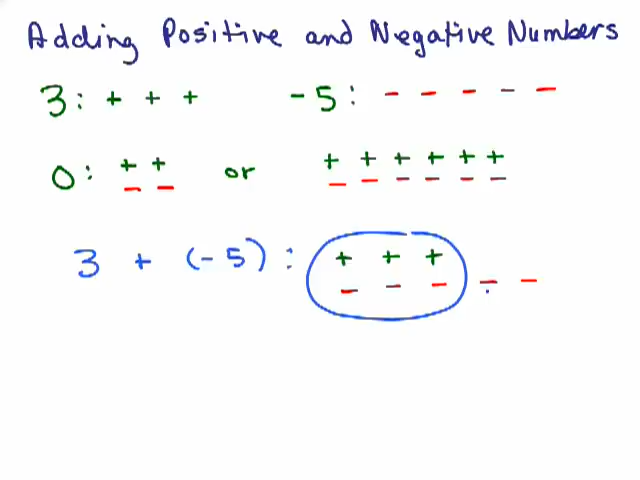 Adding Positive and Negative Numbers
3: + + + -5: - - - - -
0: + + or + + + + + +
- - - - - - - -
3 + (-5): + + +
- - - - -